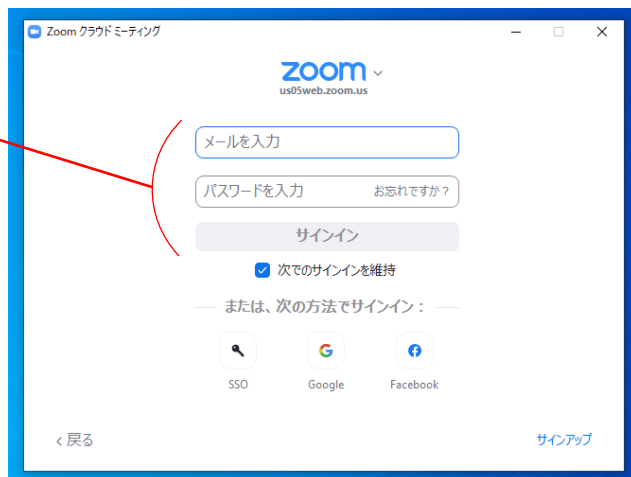 Zoom クラウド ミーティング
zoom
us05web.zoom.us
メールを入力
パスワードを入力 お忘れですか？
サインイン
次でのサインインを維持
または、次の方法でサインイン：
SSO Google Facebook
戻る サインアップ